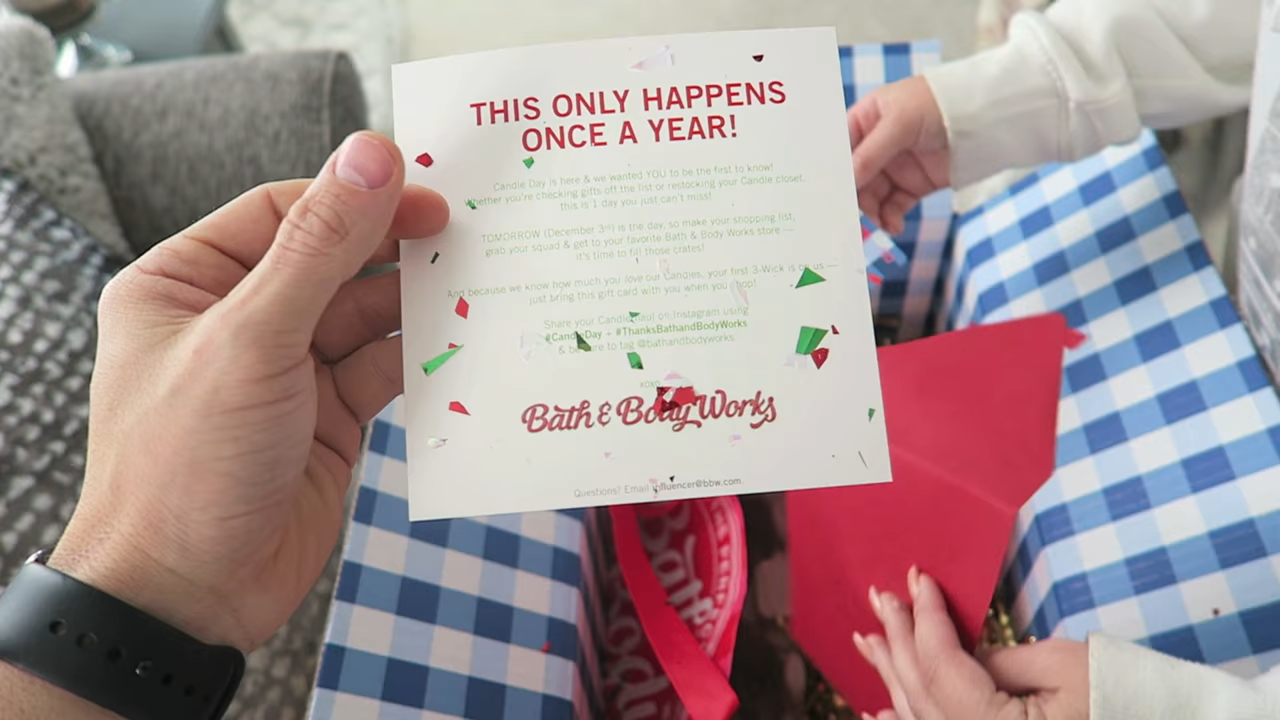 THIS ONLY HAPPENS
ONCE A YEAR!
Candle Day is here & we wanted YOU to be the first to know!
Whether you're checking gifts off the list or restocking your Candle closet,
this is 1 day you just can't miss!
TOMORROW (December 3rd) is the day, so make your shopping list,
grab your squad & get to your favorite Bath & Body Works store —
it's time to fill those crates!
And because we know how much you love our Candles, your first 3-Wick is on us —
just bring this gift card with you when you shop!
Share your Candle haul on Instagram using
#CandleDay + #ThanksBathandBodyWorks
& be sure to tag @bathandbodyworks.
XOXO
Bath & Body Works
Questions? Email influencer@bbw.com.
Bath
Body